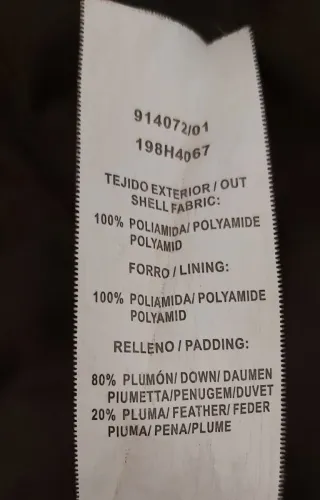 914072/01
198H4067
TEJIDO EXTERIOR / OUT
SHELL FABRIC:
100% POLIAMIDA/ POLYAMIDE
POLYAMID
FORRO / LINING:
100% POLIAMIDA/ POLYAMIDE
POLYAMID
RELLENO / PADDING:
80% PLUMÓN/ DOWN/ DAUMEN
PIUMETTA/PENUGEM/DUVET
20% PLUMA/ FEATHER/ FEDER
PIUMA/ PENA/PLUME